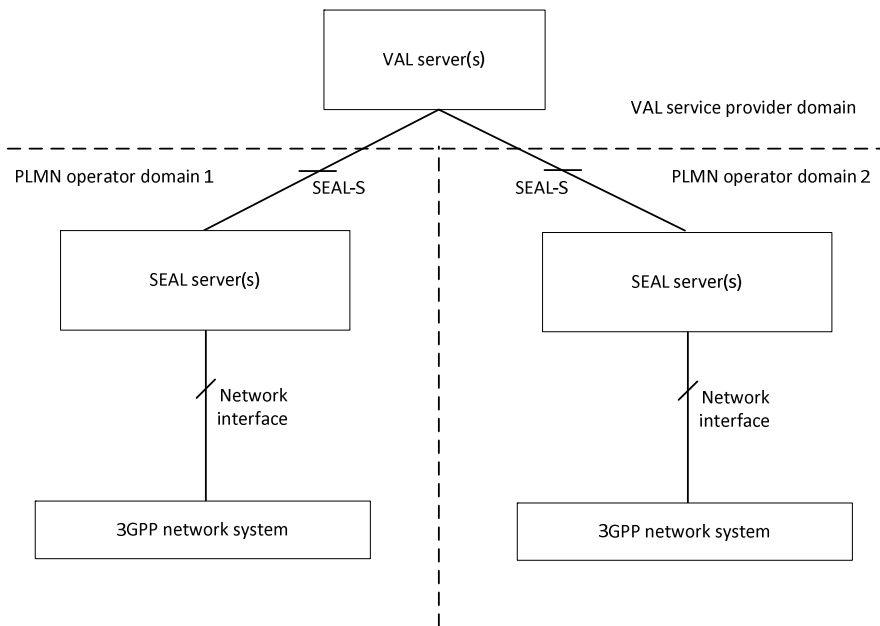 VAL server(s)
VAL service provider domain
PLMN operator domain 1
PLMN operator domain 2
SEAL-S
SEAL-S
SEAL server(s)
SEAL server(s)
Network
interface
Network
interface
3GPP network system
3GPP network system